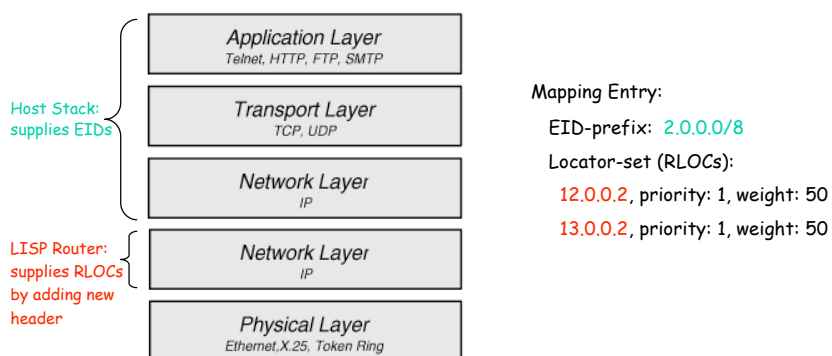 Application Layer
Telnet, HTTP, FTP, SMTP
Host Stack:
supplies EIDs
Transport Layer
TCP, UDP
Network Layer
IP
LISP Router:
supplies RLOCs
by adding new
header
Network Layer
IP
Physical Layer
Ethernet,X.25, Token Ring
Mapping Entry:
EID-prefix: 2.0.0.0/8
Locator-set (RLOCs):
12.0.0.2, priority: 1, weight: 50
13.0.0.2, priority: 1, weight: 50